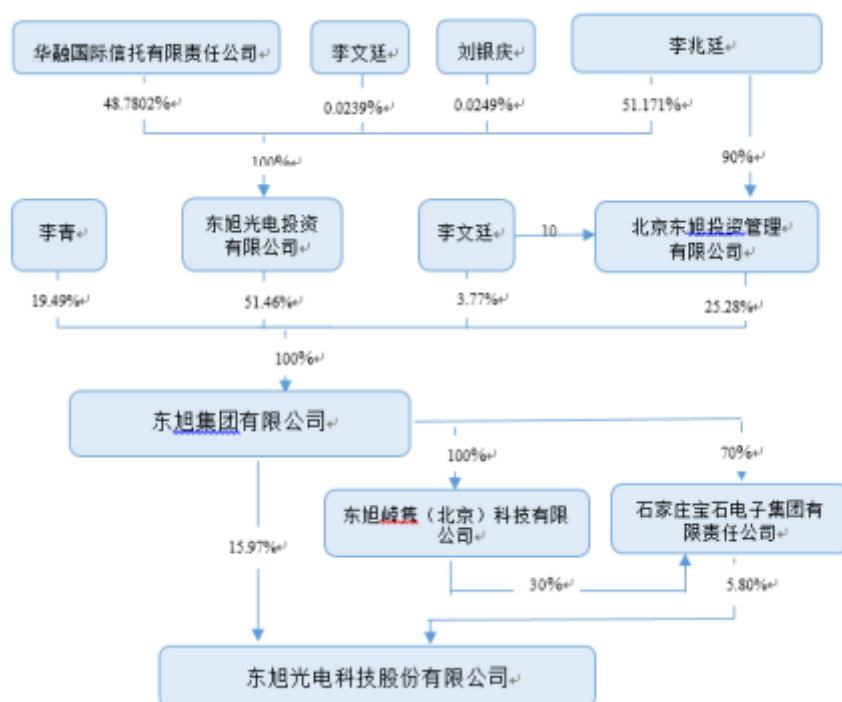 华融国际信托有限责任公司
李文廷
刘银庆
李兆廷
48.7802%
0.0239%
0.0249%
51.171%
100%
90%
李青
东旭光电投资
有限公司
李文廷
10
北京东旭投资管理
有限公司
19.49%
51.46%
3.77%
25.28%
100%
东旭集团有限公司
100%
70%
东旭崆隽（北京）科技有限
公司
石家庄宝石电子集团有
限责任公司
15.97%
30%
5.80%
东旭光电科技股份有限公司